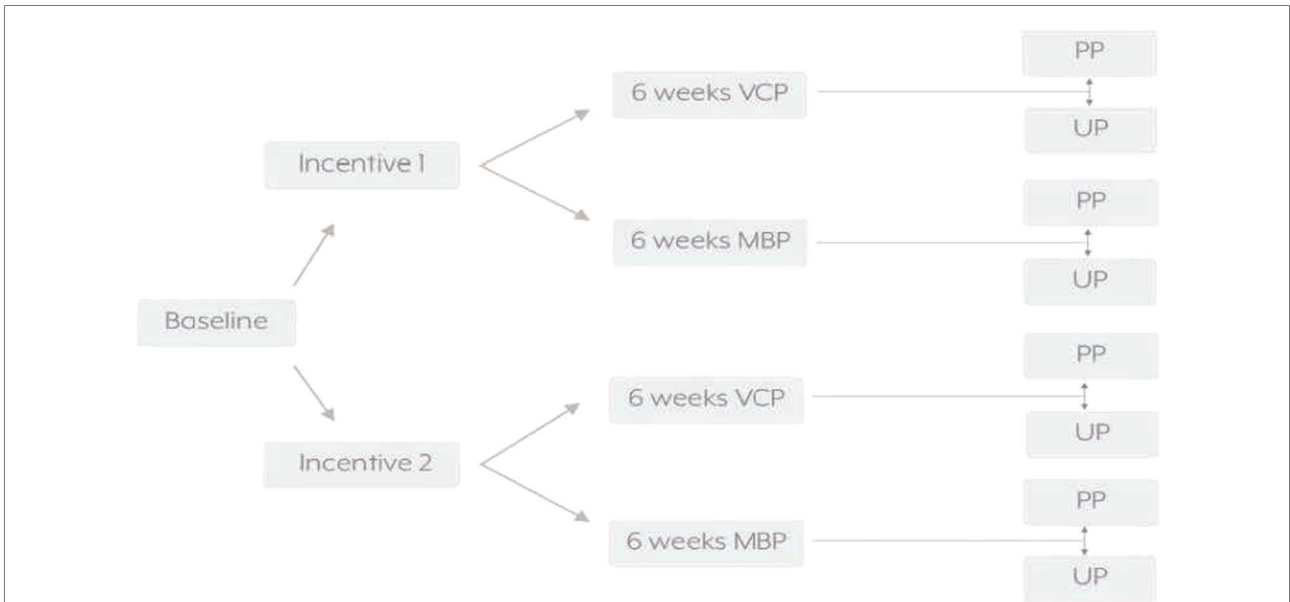 PP
6 weeks VCP
UP
Incentive 1
PP
6 weeks MBP
UP
Baseline
PP
6 weeks VCP
UP
Incentive 2
PP
6 weeks MBP
UP